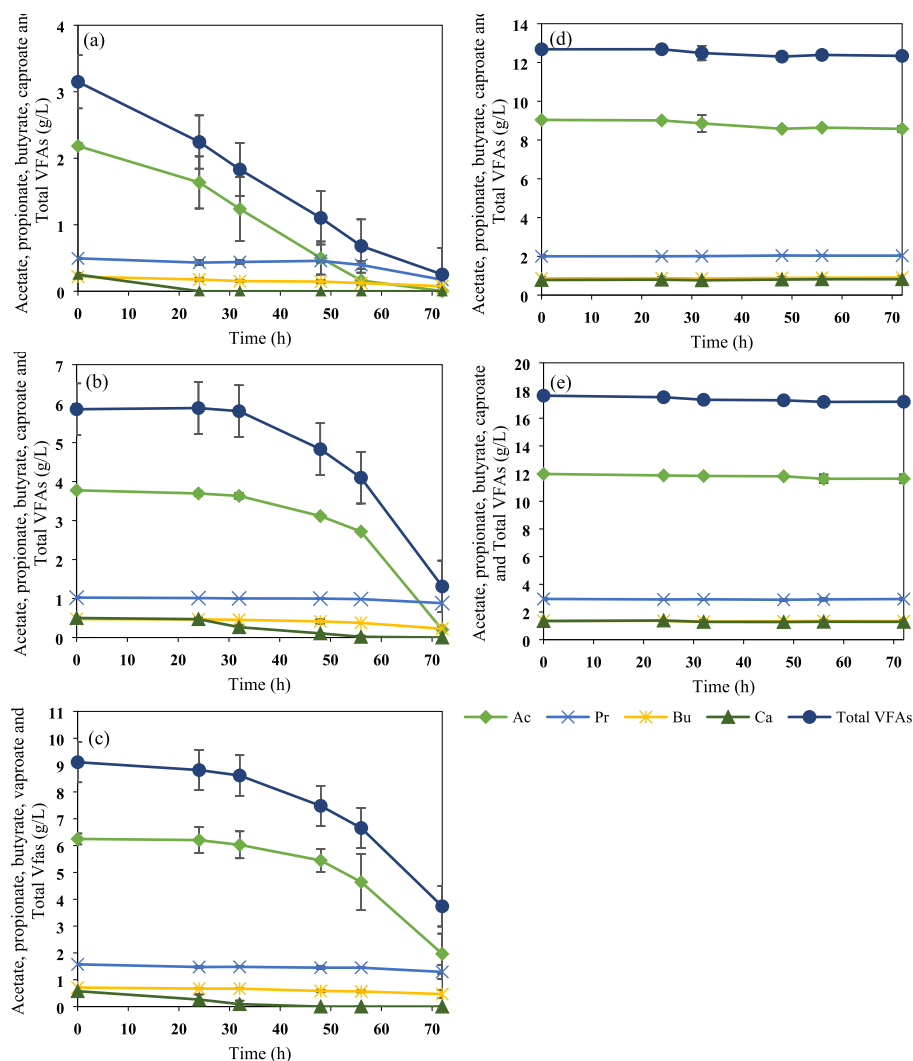 (a)
Acetate, propionate, butyrate, caproate and
Total VFAs (g/L)
4
3
2
1
0
0 10 20 30 40 50 60 70
Time (h)
(d)
Acetate, propionate, butyrate, caproate and
Total VFAs (g/L)
14
12
10
8
6
4
2
0
0 10 20 30 40 50 60 70
Time (h)
(b)
Acetate, propionate, butyrate, caproate and
Total VFAs (g/L)
7
6
5
4
3
2
1
0
0 10 20 30 40 50 60 70
Time (h)
(e)
Acetate, propionate, butyrate, caproate
and Total VFAs (g/L)
20
18
16
14
12
10
8
6
4
2
0
0 10 20 30 40 50 60 70
Time (h)
Ac Pr Bu Ca Total VFAs
(c)
Acetate, propionate, butyrate, vaproate and
Total Vfas (g/L)
11
10
9
8
7
6
5
4
3
2
1
0
0 10 20 30 40 50 60 70
Time (h)